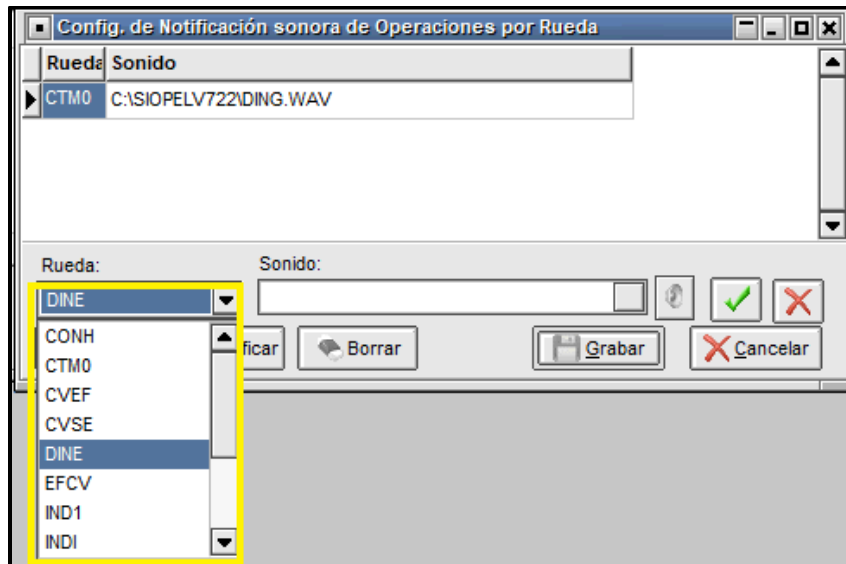 Config. de Notificación sonora de Operaciones por Rueda
Rueda Sonido
CTM0 C:\SIOPELV722\DING.WAV
Rueda: Sonido:
DINE
CONH
CTM0
CVEF
CVSE
DINE
EFCV
IND1
INDI
ficar Borrar Grabar Cancelar